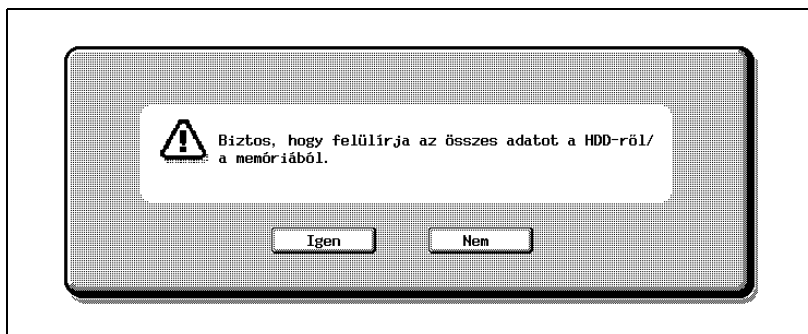 Biztos, hogy felülírja az összes adatot a HDD-röl/
a memóriából.
Igen
Nem